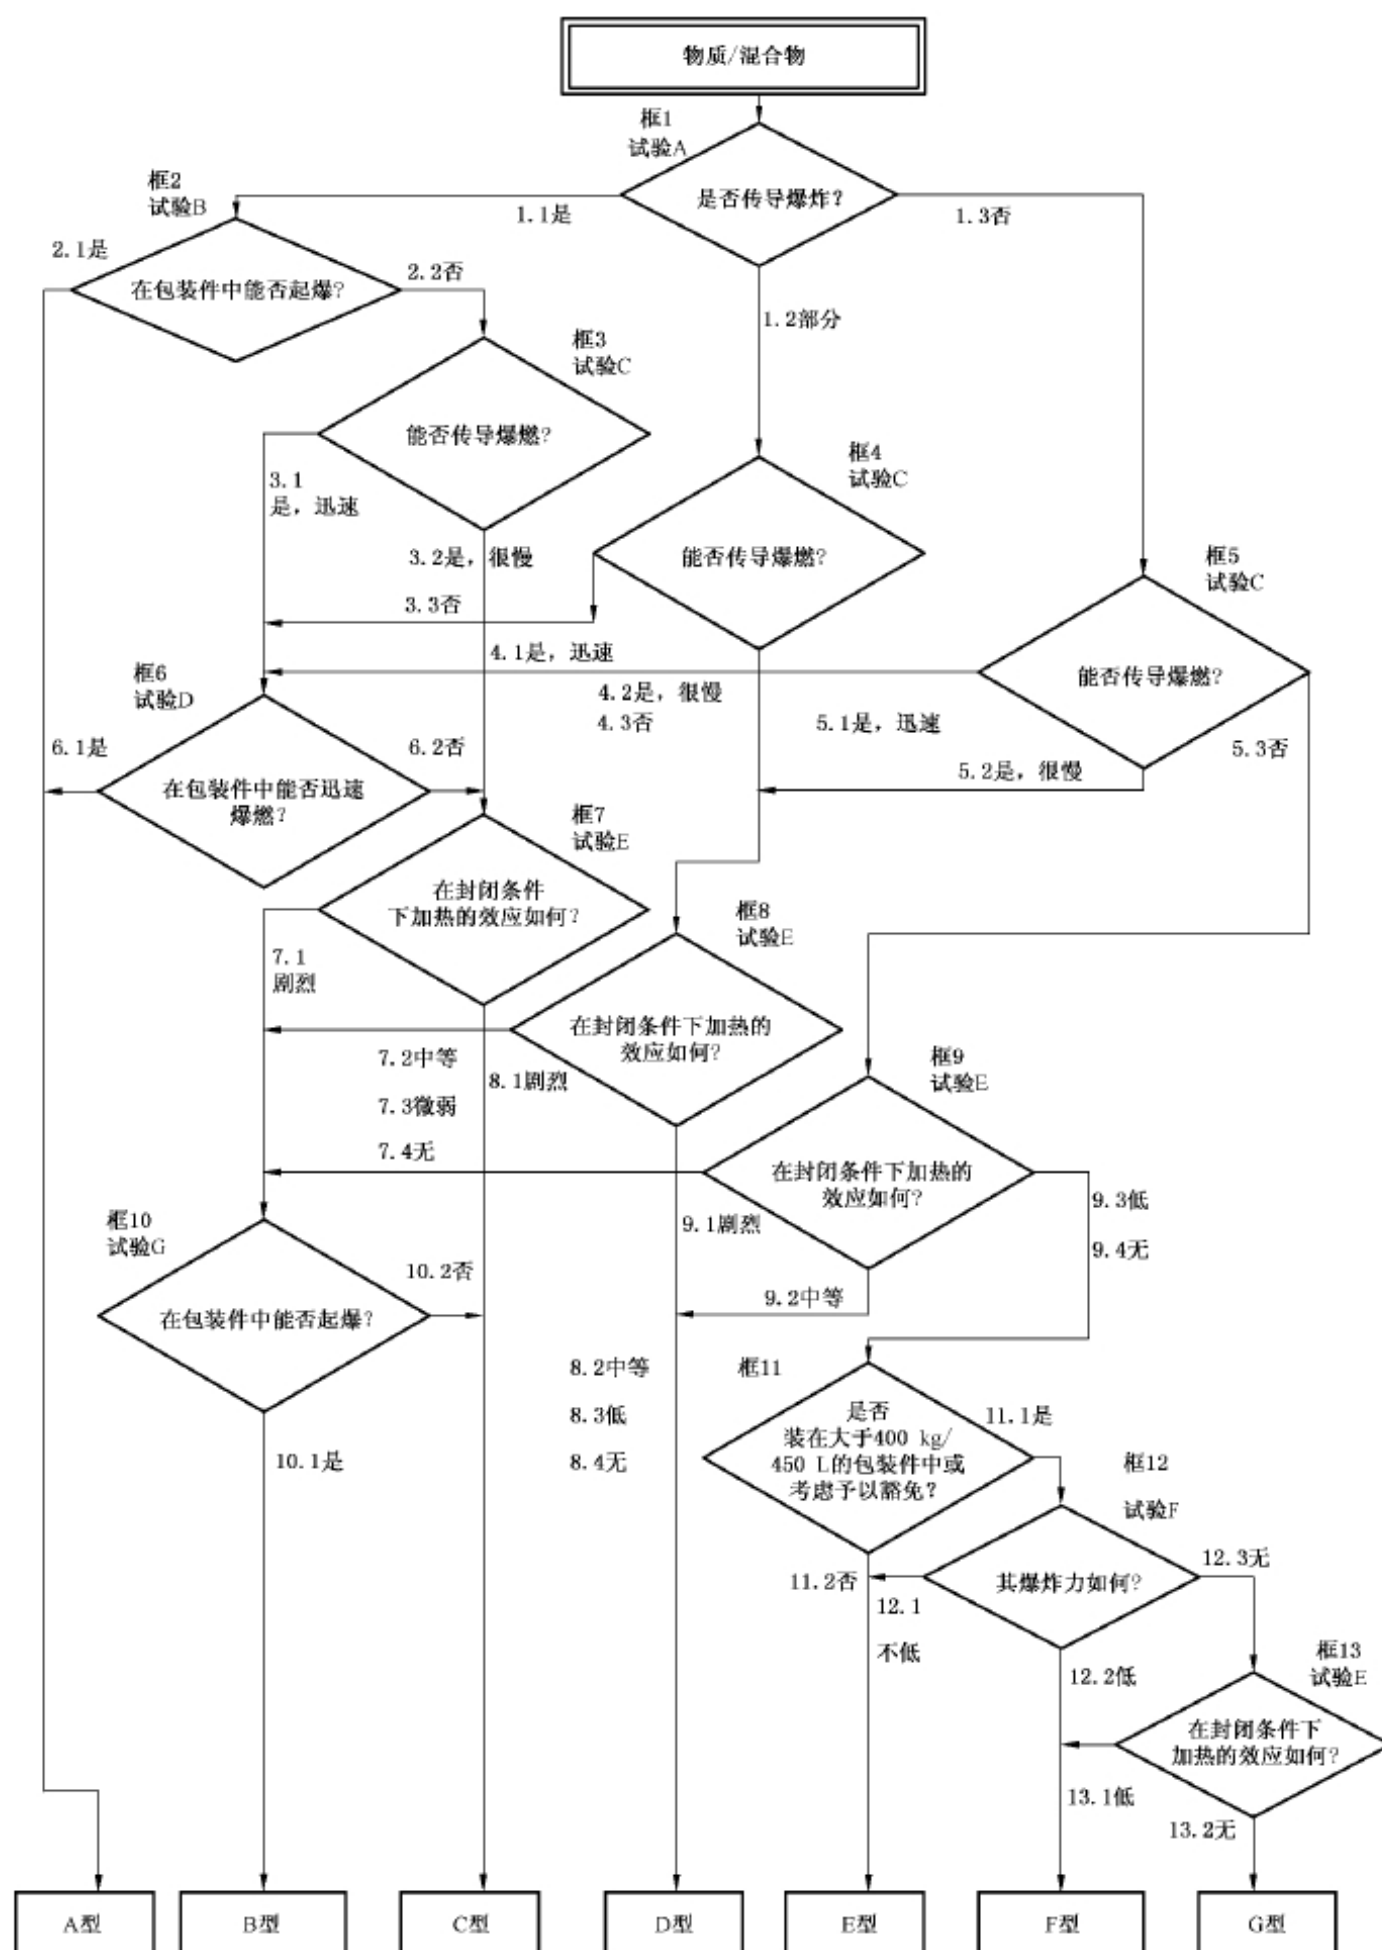 物质/混合物
框1
试验A
是否传导爆炸?
1.1是
1.3否
框2
试验B
2.1是
2.2否
在包装件中能否起爆?
1.2部分
框3
试验C
能否传导爆燃?
3.1
是，迅速
3.2是，很慢
3.3否
框4
试验C
能否传导爆燃?
框5
试验C
能否传导爆燃?
4.1是，迅速
4.2是，很慢
4.3否
5.1是，迅速
5.3否
5.2是，很慢
框6
试验D
6.1是
6.2否
在包装件中能否迅速
爆燃?
框7
试验E
在封闭条件
下加热的效应如何?
7.1
剧烈
框8
试验E
在封闭条件下加热的
效应如何?
7.2中等
8.1剧烈
7.3微弱
7.4无
框9
试验E
在封闭条件下加热的
效应如何?
9.1剧烈
9.3低
9.4无
9.2中等
框10
试验G
10.2否
在包装件中能否起爆?
10.1是
8.2中等
8.3低
8.4无
框11
是否
装在大于400 kg/
450 L的包装件中或
考虑予以豁免?
11.1是
11.2否
框12
试验F
其爆炸力如何?
12.3无
12.1
不低
12.2低
框13
试验E
在封闭条件下
加热的效应如何?
13.1低
13.2无
A型
B型
C型
D型
E型
F型
G型